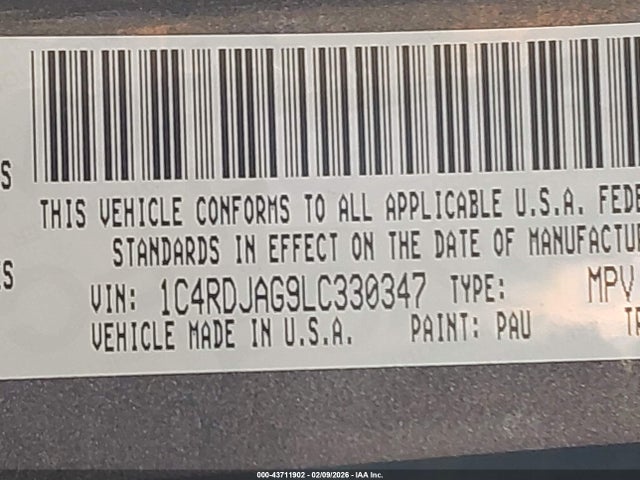 THIS VEHICLE CONFORMS TO ALL APPLICABLE U.S.A. FEDE
STANDARDS IN EFFECT ON THE DATE OF MANUFACTU
VIN: 1C4RDJAG9LC330347 TYPE: MPV
VEHICLE MADE IN U.S.A. PAINT: PAU TR
000-43711902 - 02/09/2026 - IAA Inc.